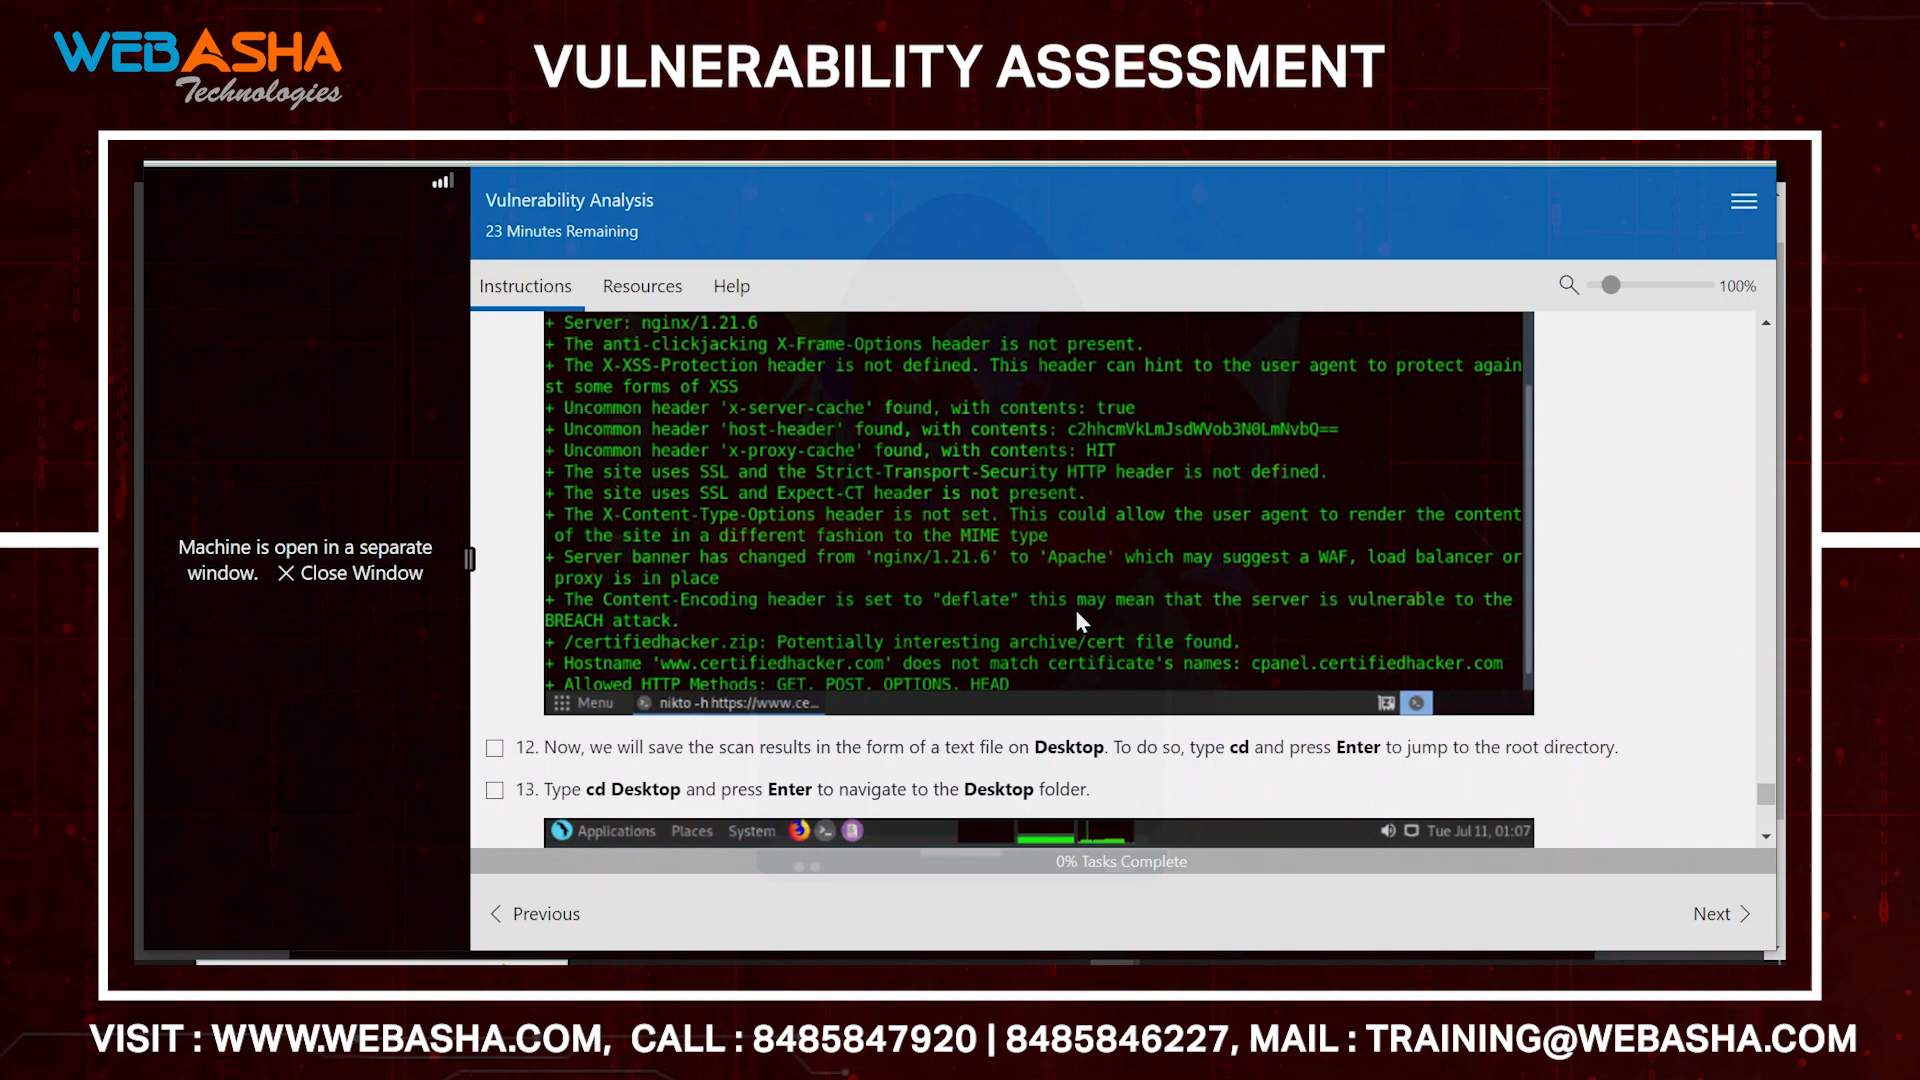 WEBASHA
Technologies
VULNERABILITY ASSESSMENT
Vulnerability Analysis
23 Minutes Remaining
Instructions Resources Help 100%
+ Server: nginx/1.21.6
+ The anti-clickjacking X-Frame-Options header is not present.
+ The X-XSS-Protection header is not defined. This header can hint to the user agent to protect again
st some forms of XSS
+ Uncommon header 'x-server-cache' found, with contents: true
+ Uncommon header 'host-header' found, with contents: c2hhcmVkLmJsdWVob3N0LmNvbQ==
+ Uncommon header 'x-proxy-cache' found, with contents: HIT
+ The site uses SSL and the Strict-Transport-Security HTTP header is not defined.
+ The site uses SSL and Expect-CT header is not present.
+ The X-Content-Type-Options header is not set. This could allow the user agent to render the content
of the site in a different fashion to the MIME type
+ Server banner has changed from 'nginx/1.21.6' to 'Apache' which may suggest a WAF, load balancer or
proxy is in place
+ The Content-Encoding header is set to "deflate" this may mean that the server is vulnerable to the
BREACH attack.
+ /certifiedhacker.zip: Potentially interesting archive/cert file found.
+ Hostname 'www.certifiedhacker.com' does not match certificate's names: cpanel.certifiedhacker.com
+ Allowed HTTP Methods: GET, POST, OPTIONS, HEAD
Menu nikto -h https://www.ce...
Machine is open in a separate
window. Close Window
12. Now, we will save the scan results in the form of a text file on Desktop. To do so, type cd and press Enter to jump to the root directory.
13. Type cd Desktop and press Enter to navigate to the Desktop folder.
Applications Places System Tue Jul 11, 01:07
0% Tasks Complete
Previous Next
VISIT : WWW.WEBASHA.COM, CALL : 8485847920 | 8485846227, MAIL : TRAINING@WEBASHA.COM